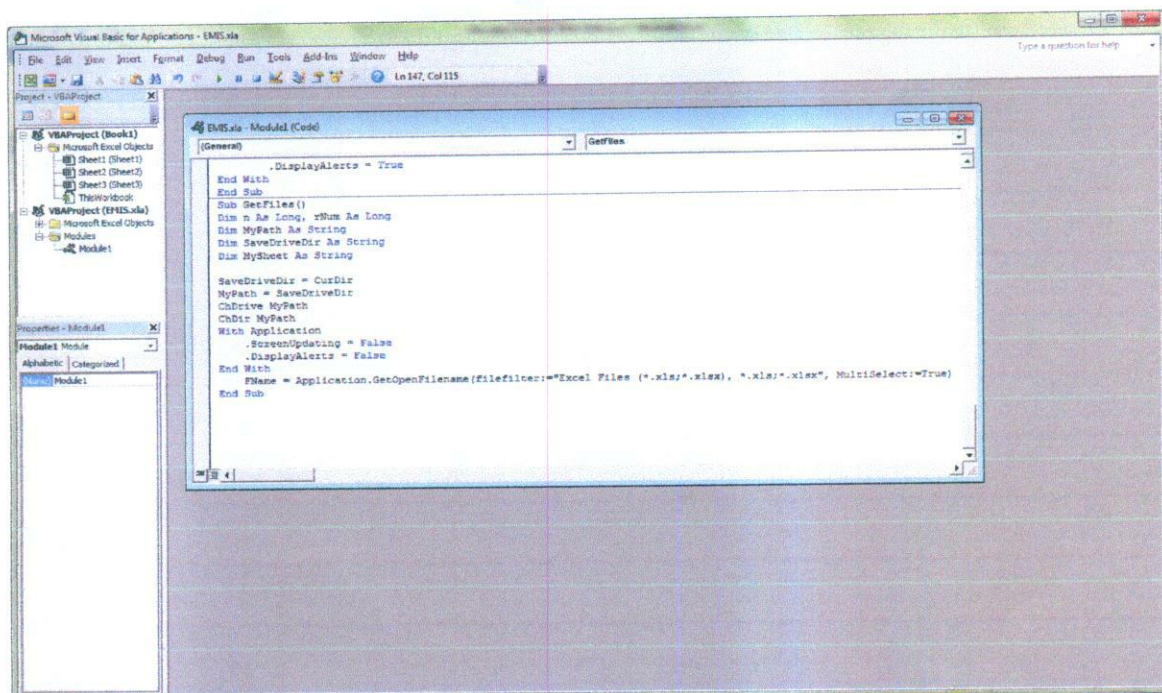 Microsoft Visual Basic for Applications - EMIS.xla
File Edit View Insert Format Debug Run Tools Add-Ins Window Help
Type a question for help
Ln 147, Col 115
Project - VBAProject
VBAProject (Book1)
Microsoft Excel Objects
Sheet1 (Sheet1)
Sheet2 (Sheet2)
Sheet3 (Sheet3)
ThisWorkbook
VBAProject (EMIS.xla)
Microsoft Excel Objects
Modules
Module1
Properties - Module1
Module1 Module
Alphabetic Categorized
(Name) Module1
EMIS.xla - Module1 (Code)
(General) GetFiles
.DisplayAlerts = True
End With
End Sub
Sub GetFiles()
Dim n As Long, rNum As Long
Dim MyPath As String
Dim SaveDriveDir As String
Dim MySheet As String
SaveDriveDir = CurDir
MyPath = SaveDriveDir
ChDrive MyPath
ChDir MyPath
With Application
.ScreenUpdating = False
.DisplayAlerts = False
End With
FName = Application.GetOpenFilename(filefilter:="Excel Files (*.xls;*.xlsx), *.xls;*.xlsx", MultiSelect:=True)
End Sub